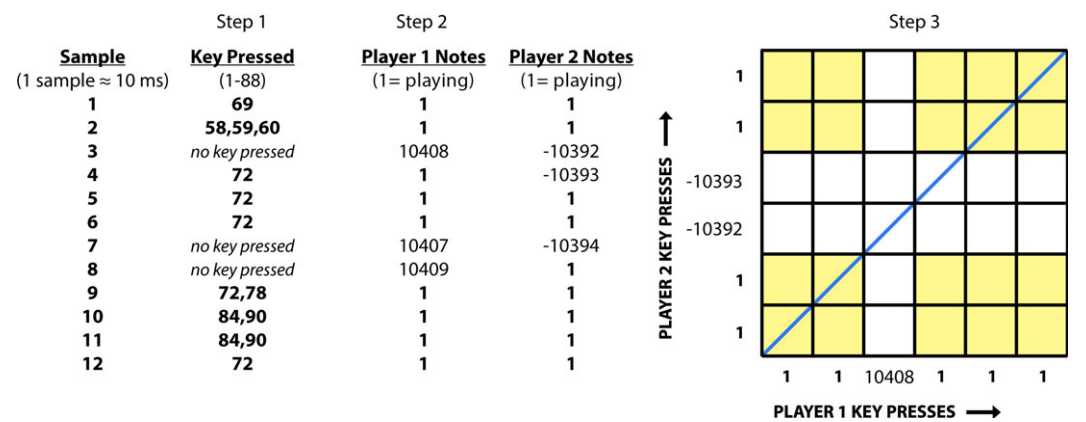 Step 1 Step 2 Step 3
Sample Key Pressed Player 1 Notes Player 2 Notes
(1 sample ≈ 10 ms) (1-88) (1= playing) (1= playing)
1 69 1 1
2 58,59,60 1 1
3 no key pressed 10408 -10392
4 72 1 -10393
5 72 1 1
6 72 1 1
7 no key pressed 10407 -10394
8 no key pressed 10409 1
9 72,78 1 1
10 84,90 1 1
11 84,90 1 1
12 72 1 1
PLAYER 2 KEY PRESSES →
1
1
-10393
-10392
1
1
1 1 10408 1 1 1
PLAYER 1 KEY PRESSES →